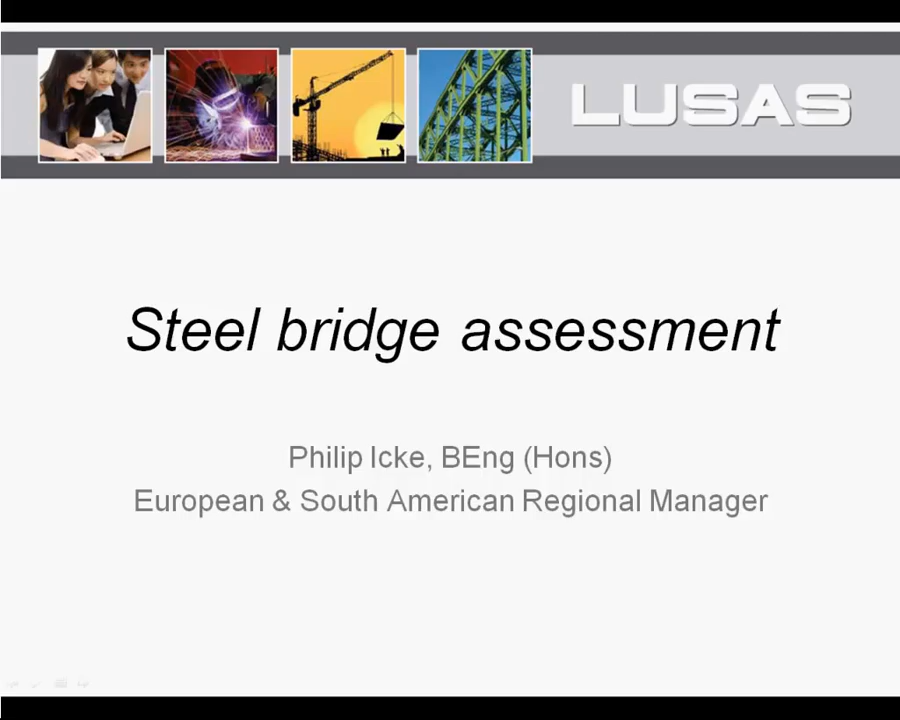 LUSAS
Steel bridge assessment
Philip Icke, BEng (Hons)
European & South American Regional Manager